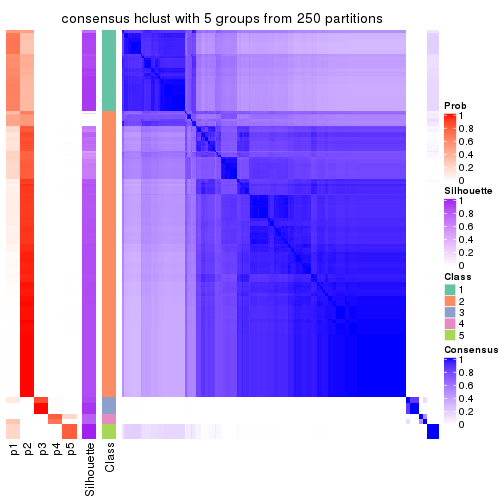 consensus hclust with 5 groups from 250 partitions
Prob
1
0.8
0.6
0.4
0.2
0
Silhouette
1
0.8
0.6
0.4
0.2
0
Class
1
2
3
4
5
Consensus
1
0.8
0.6
0.4
0.2
0
p1
p2
p3
p4
p5
Silhouette
Class